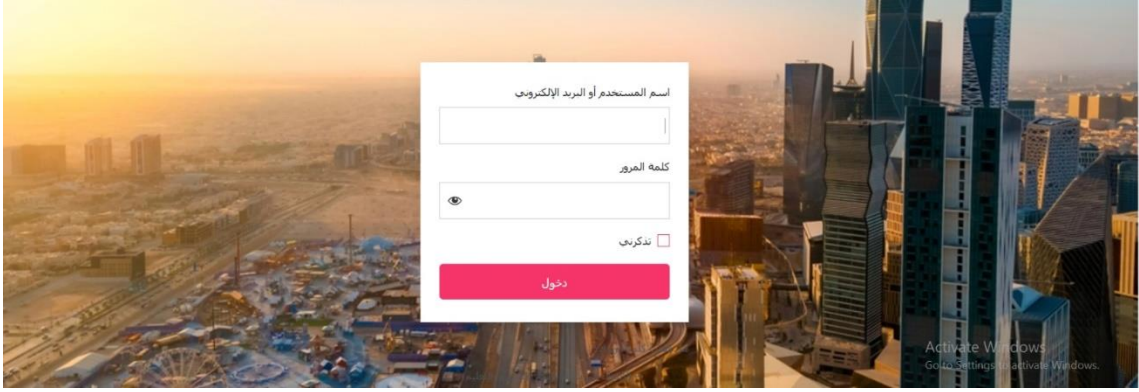 اسم المستخدم أو البريد الإلكتروني
كلمة المرور
تذكرني
دخول
Activate Windows
Go to Settings to activate Windows.